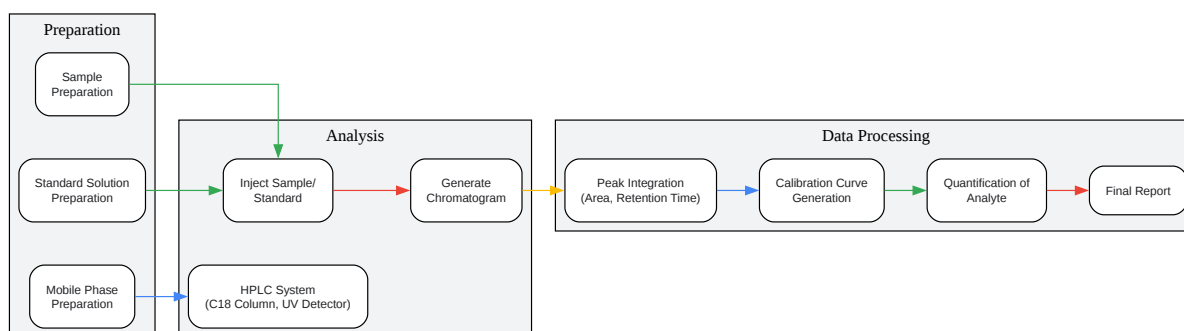 Preparation
Sample
Preparation
Standard Solution
Preparation
Mobile Phase
Preparation
Analysis
Inject Sample/
Standard
Generate
Chromatogram
HPLC System
(C18 Column, UV Detector)
Data Processing
Peak Integration
(Area, Retention Time)
Calibration Curve
Generation
Quantification of
Analyte
Final Report